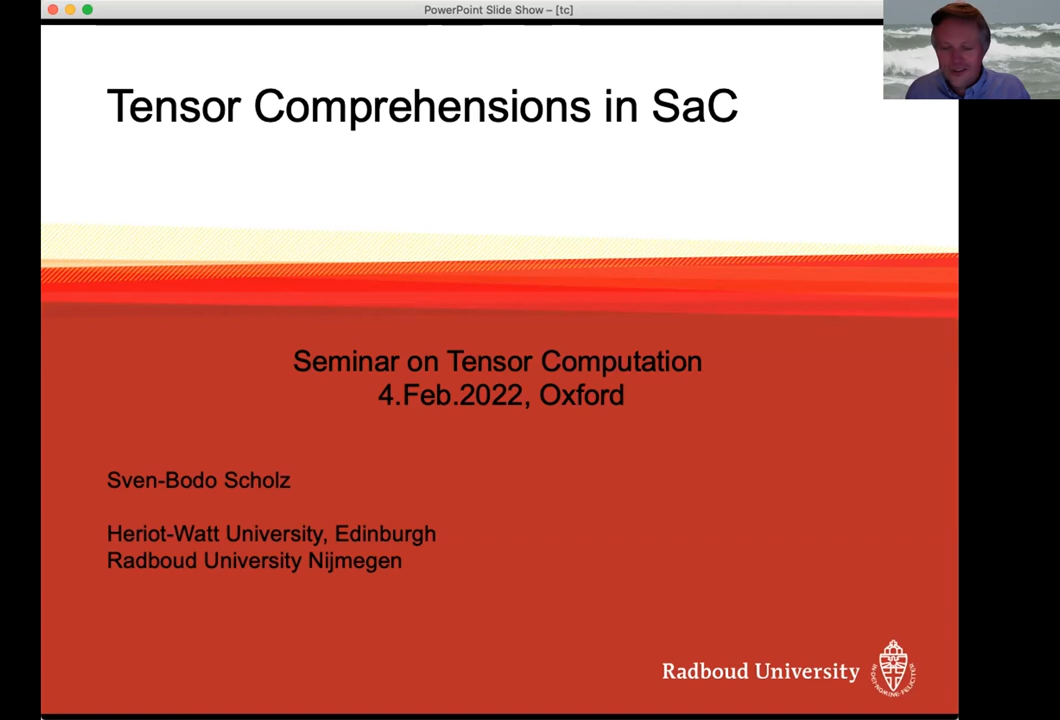 PowerPoint Slide Show – [tc]
Tensor Comprehensions in SaC
Seminar on Tensor Computation
4.Feb.2022, Oxford
Sven-Bodo Scholz
Heriot-Watt University, Edinburgh
Radboud University Nijmegen
Radboud University